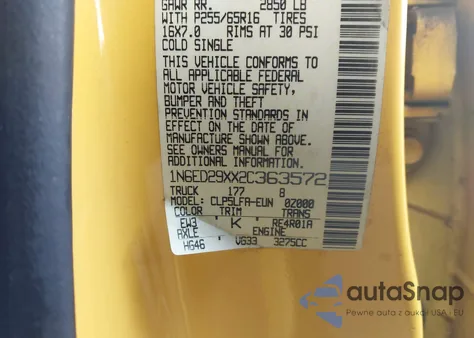 GAWR RR. 2850 LB
WITH P255/65R16 TIRES
16X7.0 RIMS AT 30 PSI
COLD SINGLE
THIS VEHICLE CONFORMS TO
ALL APPLICABLE FEDERAL
MOTOR VEHICLE SAFETY,
BUMPER AND THEFT
PREVENTION STANDARDS IN
EFFECT ON THE DATE OF
MANUFACTURE SHOWN ABOVE.
SEE OWNERS MANUAL FOR
ADDITIONAL INFORMATION.
1N6ED29XX2C363572
TRUCK 177 8
MODEL: CLP5LFA-EUN 0Z000
COLOR TRIM TRANS
EW3 K RE4R01A
AXLE ENGINE
HG46 VG33 3275CC
autaSnap
Pewne auta z aukcji USA i EU